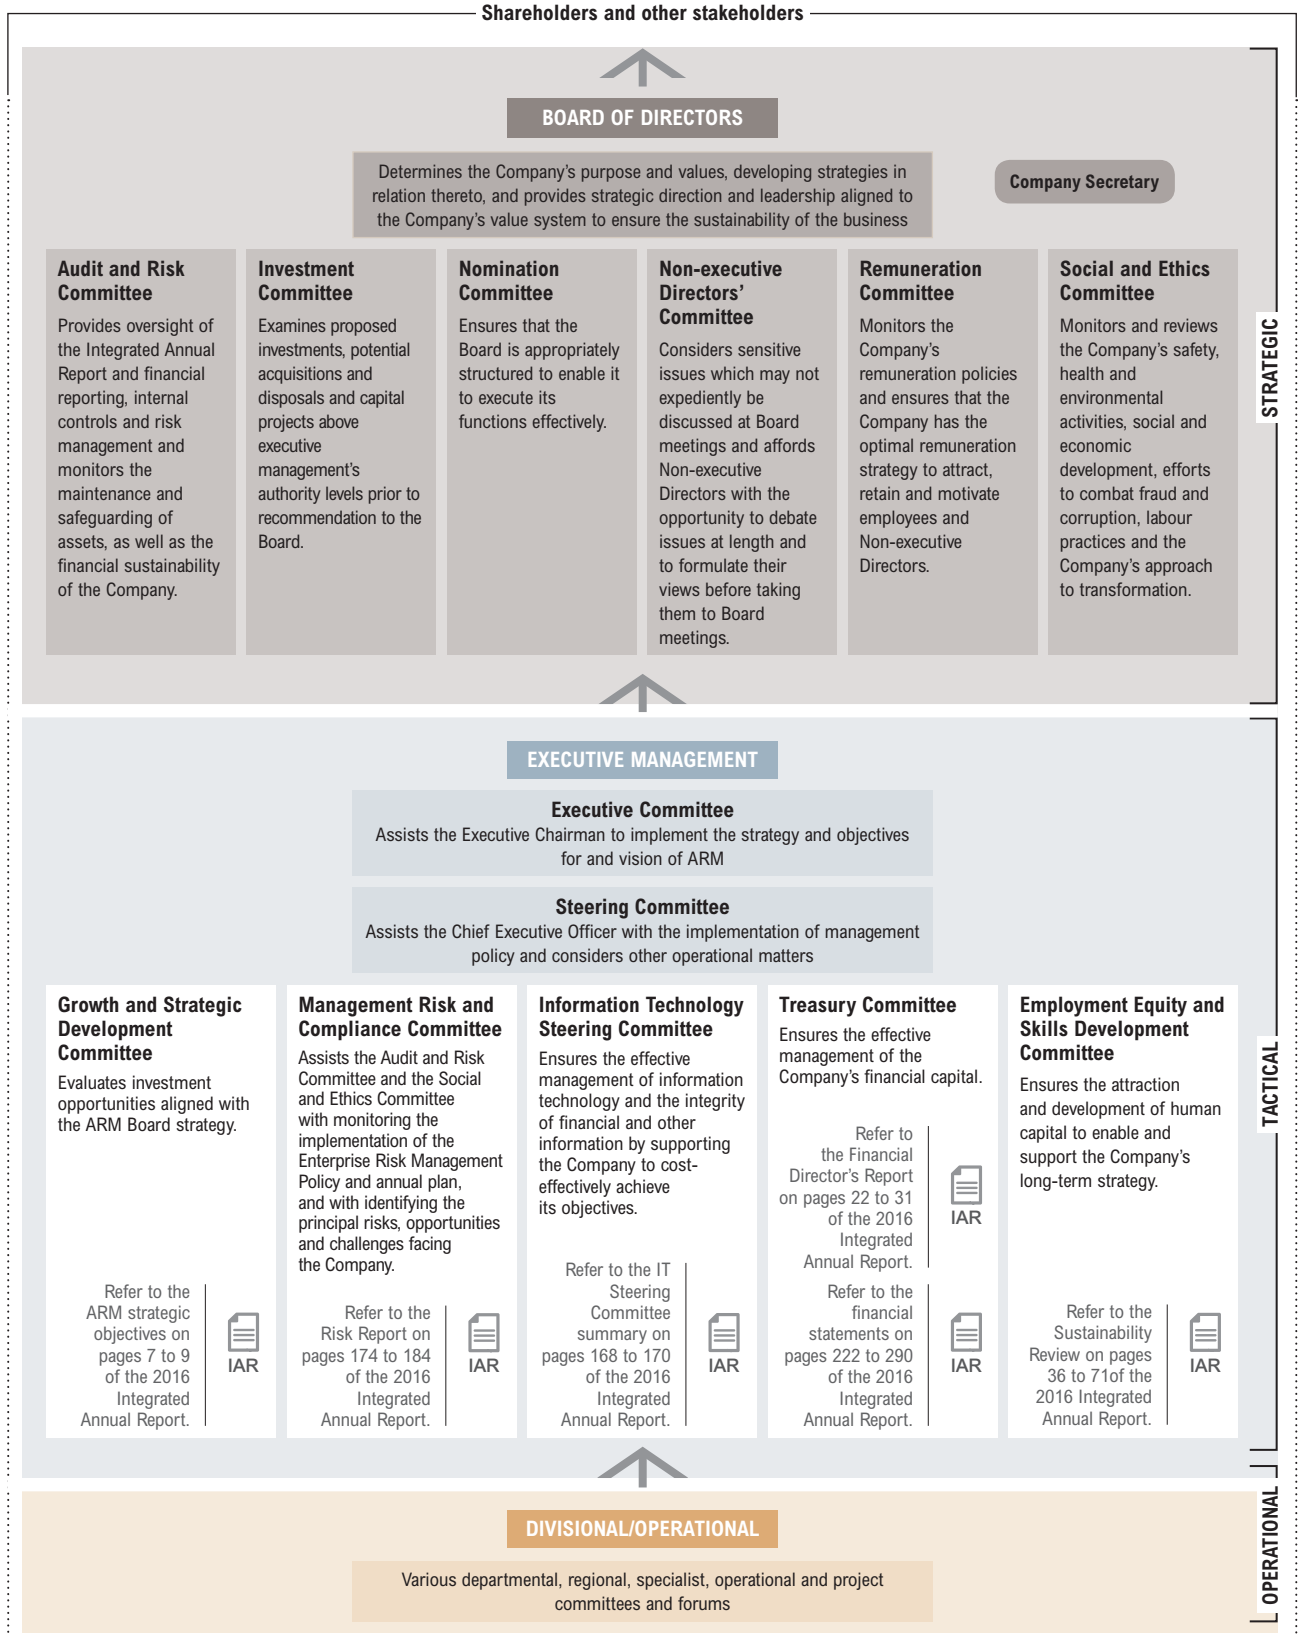 Shareholders and other stakeholders
BOARD OF DIRECTORS
Determines the Company’s purpose and values, developing strategies in
relation thereto, and provides strategic direction and leadership aligned to
the Company’s value system to ensure the sustainability of the business
Company Secretary
Audit and Risk
Committee
Provides oversight of
the Integrated Annual
Report and financial
reporting, internal
controls and risk
management and
monitors the
maintenance and
safeguarding of
assets, as well as the
financial sustainability
of the Company.
Investment
Committee
Examines proposed
investments, potential
acquisitions and
disposals and capital
projects above
executive
management’s
authority levels prior to
recommendation to the
Board.
Nomination
Committee
Ensures that the
Board is appropriately
structured to enable it
to execute its
functions effectively.
Non-executive
Directors’
Committee
Considers sensitive
issues which may not
expediently be
discussed at Board
meetings and affords
Non-executive
Directors with the
opportunity to debate
issues at length and
to formulate their
views before taking
them to Board
meetings.
Remuneration
Committee
Monitors the
Company’s
remuneration policies
and ensures that the
Company has the
optimal remuneration
strategy to attract,
retain and motivate
employees and
Non-executive
Directors.
Social and Ethics
Committee
Monitors and reviews
the Company’s safety,
health and
environmental
activities, social and
economic
development, efforts
to combat fraud and
corruption, labour
practices and the
Company’s approach
to transformation.
STRATEGIC
EXECUTIVE MANAGEMENT
Executive Committee
Assists the Executive Chairman to implement the strategy and objectives
for and vision of ARM
Steering Committee
Assists the Chief Executive Officer with the implementation of management
policy and considers other operational matters
Growth and Strategic
Development
Committee
Evaluates investment
opportunities aligned with
the ARM Board strategy.
Refer to the
ARM strategic
objectives on
pages 7 to 9
of the 2016
Integrated
Annual Report.
IAR
Management Risk and
Compliance Committee
Assists the Audit and Risk
Committee and the Social
and Ethics Committee
with monitoring the
implementation of the
Enterprise Risk Management
Policy and annual plan,
and with identifying the
principal risks, opportunities
and challenges facing
the Company.
Refer to the
Risk Report on
pages 174 to 184
of the 2016
Integrated
Annual Report.
IAR
Information Technology
Steering Committee
Ensures the effective
management of information
technology and the integrity
of financial and other
information by supporting
the Company to cost-
effectively achieve
its objectives.
Refer to the IT
Steering
Committee
summary on
pages 168 to 170
of the 2016
Integrated
Annual Report.
IAR
Treasury Committee
Ensures the effective
management of the
Company’s financial capital.
Refer to
the Financial
Director’s Report
on pages 22 to 31
of the 2016
Integrated
Annual Report.
IAR
Refer to the
financial
statements on
pages 222 to 290
of the 2016
Integrated
Annual Report.
IAR
Employment Equity and
Skills Development
Committee
Ensures the attraction
and development of human
capital to enable and
support the Company’s
long-term strategy.
Refer to the
Sustainability
Review on pages
36 to 71of the
2016 Integrated
Annual Report.
IAR
TACTICAL
DIVISIONAL/OPERATIONAL
Various departmental, regional, specialist, operational and project
committees and forums
OPERATIONAL